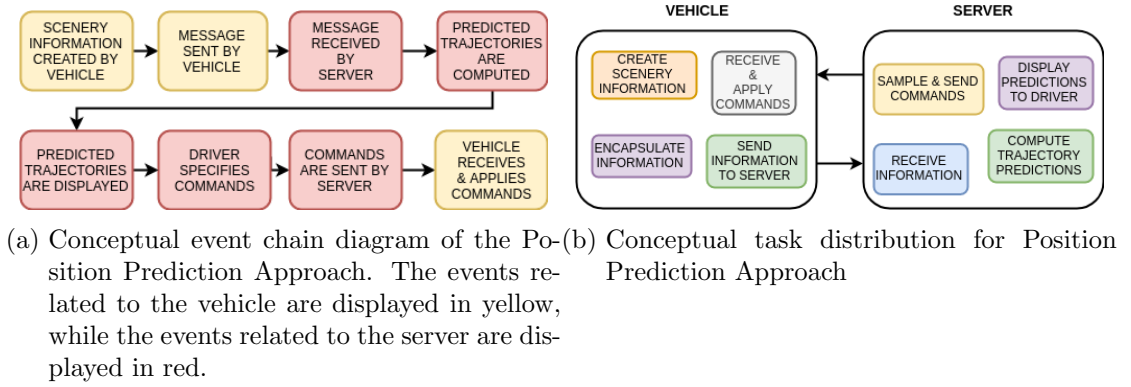 SCENERY
INFORMATION
CREATED BY
VEHICLE
MESSAGE
SENT BY
VEHICLE
MESSAGE
RECEIVED
BY
SERVER
PREDICTED
TRAJECTORIES
ARE
COMPUTED
PREDICTED
TRAJECTORIES
ARE DISPLAYED
DRIVER
SPECIFIES
COMMANDS
COMMANDS
ARE SENT BY
SERVER
VEHICLE
RECEIVES
& APPLIES
COMMANDS
(a) Conceptual event chain diagram of the Po-
sition Prediction Approach. The events re-
lated to the vehicle are displayed in yellow,
while the events related to the server are dis-
played in red.
VEHICLE
CREATE
SCENERY
INFORMATION
RECEIVE
&
APPLY
COMMANDS
ENCAPSULATE
INFORMATION
SEND
INFORMATION
TO SERVER
SERVER
SAMPLE & SEND
COMMANDS
DISPLAY
PREDICTIONS
TO DRIVER
RECEIVE
INFORMATION
COMPUTE
TRAJECTORY
PREDICTIONS
(b) Conceptual task distribution for Position
Prediction Approach